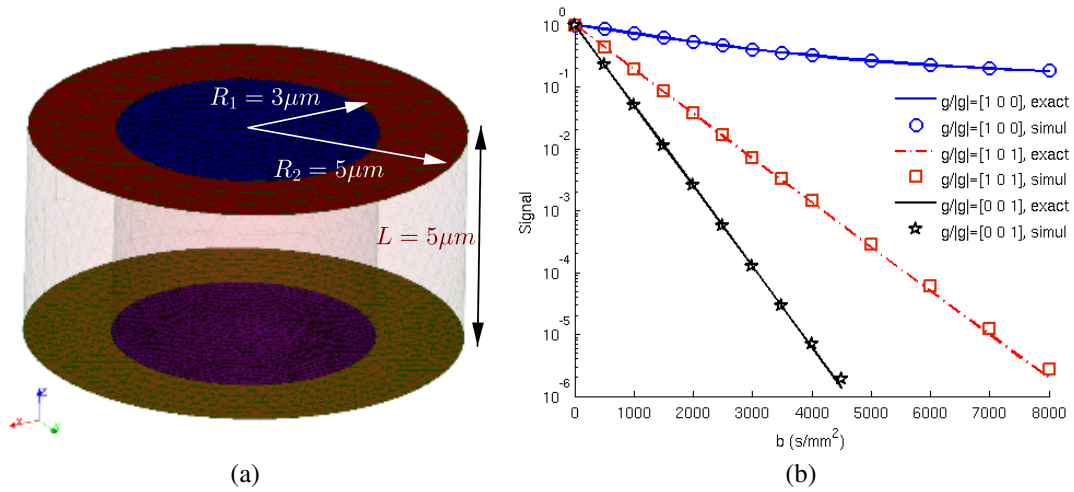 R₁ = 3μm
R₂ = 5μm
L = 5μm
z
x
y
(a)
Signal
10⁰
10⁻¹
10⁻²
10⁻³
10⁻⁴
10⁻⁵
10⁻⁶
0 1000 2000 3000 4000 5000 6000 7000 8000
b (s/mm²)
g/|g|=[1 0 0], exact
g/|g|=[1 0 0], simul
g/|g|=[1 0 1], exact
g/|g|=[1 0 1], simul
g/|g|=[0 0 1], exact
g/|g|=[0 0 1], simul
(b)